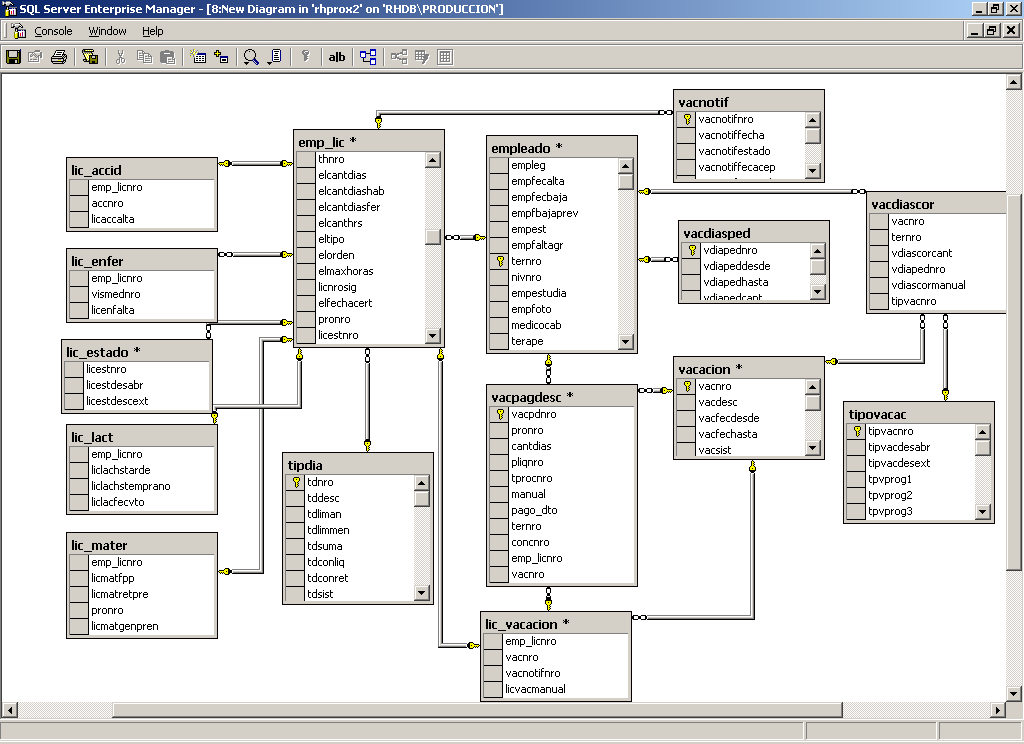 SQL Server Enterprise Manager - [8:New Diagram in 'rhprox2' on 'RHDB\PRODUCCION']
Console Window Help
a|b
vacnotif
vacnotifnro
vacnotiffecha
vacnotifestado
vacnotiffecacep
emp_lic *
thnro
elcantdias
elcantdiashab
elcantdiasfer
elcanthrs
eltipo
elorden
elmaxhoras
licnrosig
elfechacert
pronro
licestnro
empleado *
empleg
empfecalta
empfecbaja
empfbajaprev
empest
empfaltagr
ternro
nivnro
empestudia
empfoto
medicocab
terape
lic_accid
emp_licnro
accnro
licaccalta
vacdiascor
vacnro
ternro
vdiascorcant
vdiapednro
vdiascormanual
tipvacnro
vacdiasped
vdiapednro
vdiapeddesde
vdiapedhasta
vdiapedcant
lic_enfer
emp_licnro
vismednro
licenfalta
lic_estado *
licestnro
licestdesabr
licestdescext
vacacion *
vacnro
vacdesc
vacfecdesde
vacfechasta
vacsist
vacpagdesc *
vacpdnro
pronro
cantdias
pliqnro
tprocnro
manual
pago_dto
ternro
concnro
emp_licnro
vacnro
tipovacac
tipvacnro
tipvacdesabr
tipvacdesext
tpvprog1
tpvprog2
tpvprog3
lic_lact
emp_licnro
liclachstarde
liclachstemprano
liclacfecvto
tipdia
tdnro
tddesc
tdliman
tdlimmen
tdsuma
tdconliq
tdconret
tdsist
lic_mater
emp_licnro
licmatfpp
licmatretpre
pronro
licmatgenpren
lic_vacacion *
emp_licnro
vacnro
vacnotifnro
licvacmanual